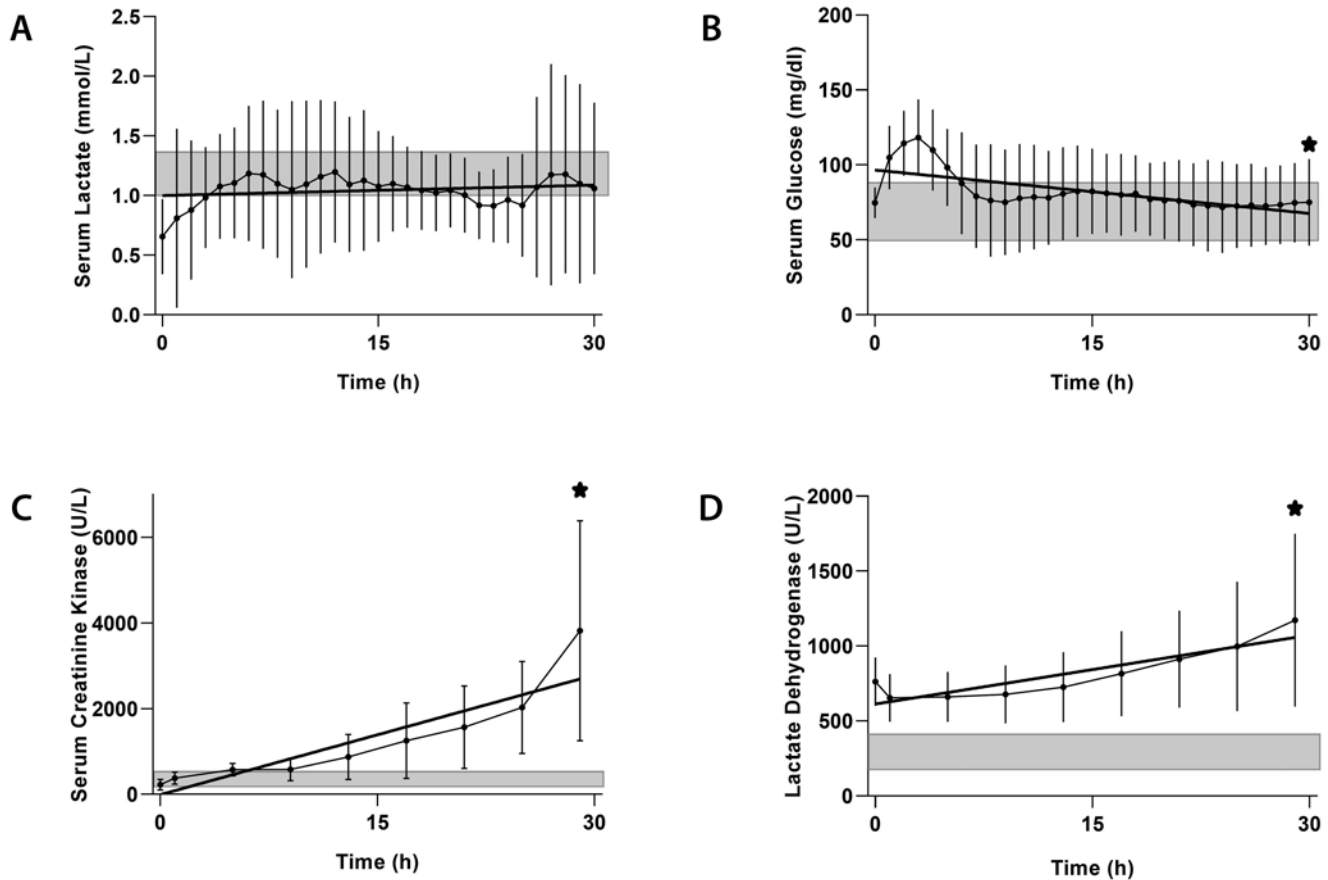 A
Serum Lactate (mmol/L)
2.5
2.0
1.5
1.0
0.5
0.0
0
15
30
Time (h)
B
Serum Glucose (mg/dl)
200
150
100
50
0
0
15
30
Time (h)
C
Serum Creatinine Kinase (U/L)
6000
4000
2000
0
0
15
30
Time (h)
D
Lactate Dehydrogenase (U/L)
2000
1500
1000
500
0
0
15
30
Time (h)